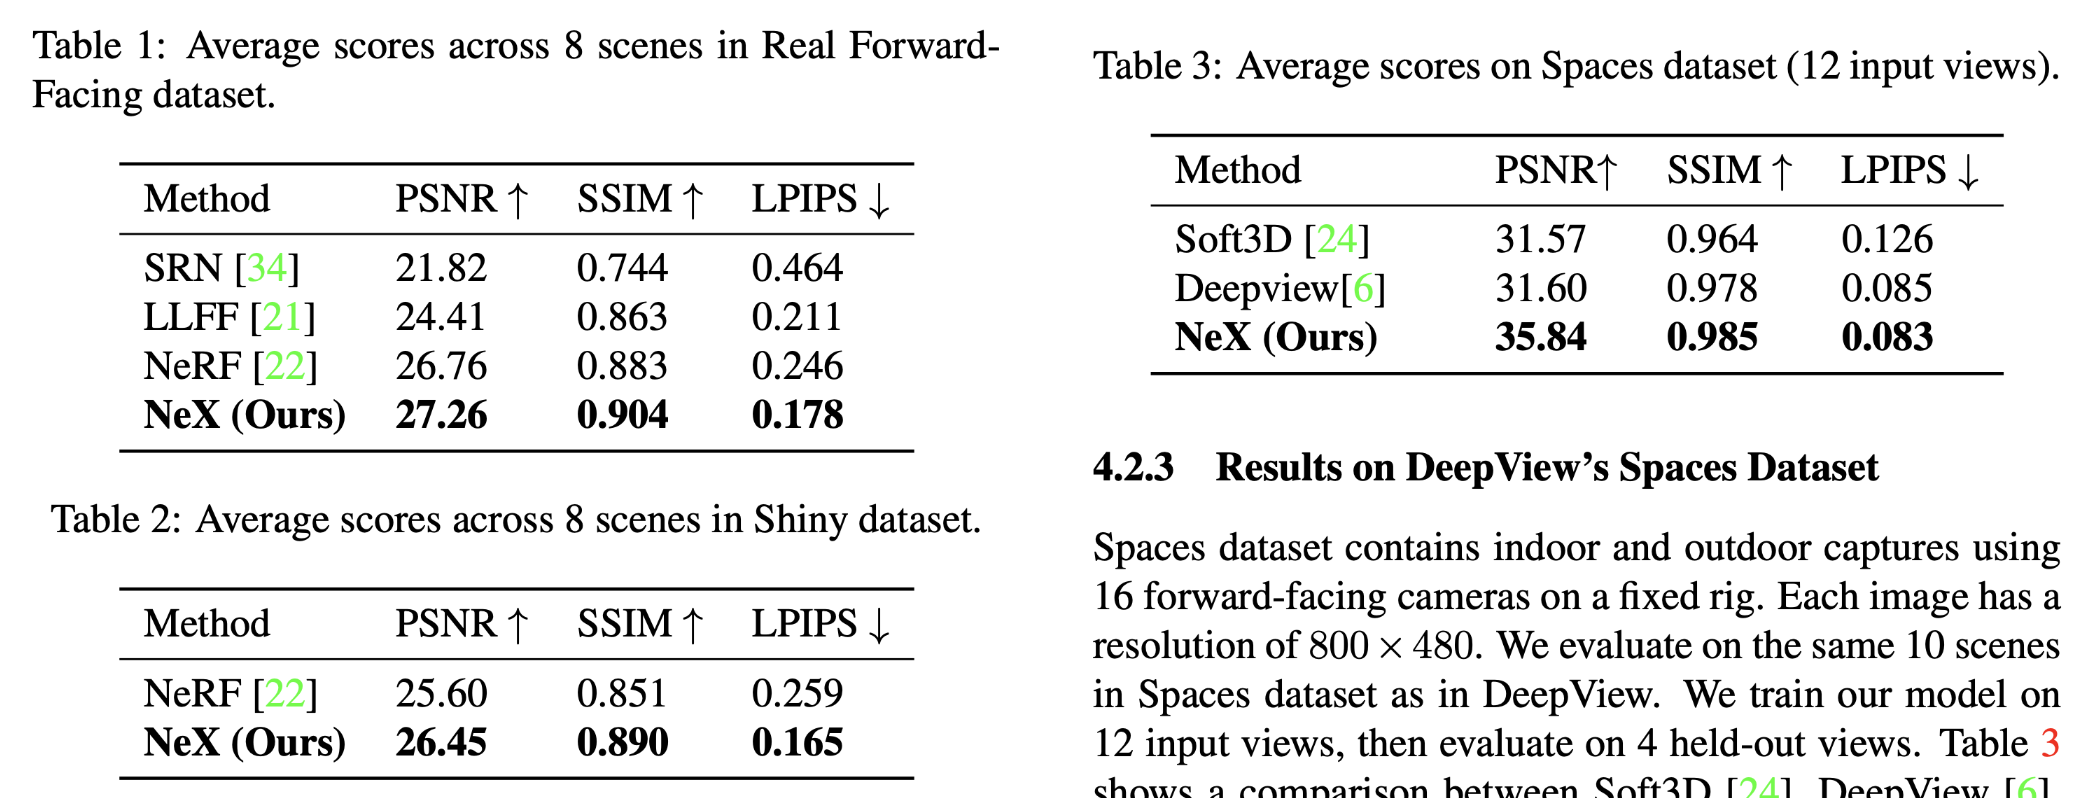 Table 1: Average scores across 8 scenes in Real Forward-
Facing dataset.
Method PSNR ↑ SSIM ↑ LPIPS ↓
SRN [34] 21.82 0.744 0.464
LLFF [21] 24.41 0.863 0.211
NeRF [22] 26.76 0.883 0.246
NeX (Ours) 27.26 0.904 0.178
Table 2: Average scores across 8 scenes in Shiny dataset.
Method PSNR ↑ SSIM ↑ LPIPS ↓
NeRF [22] 25.60 0.851 0.259
NeX (Ours) 26.45 0.890 0.165
Table 3: Average scores on Spaces dataset (12 input views).
Method PSNR↑ SSIM ↑ LPIPS ↓
Soft3D [24] 31.57 0.964 0.126
Deepview[6] 31.60 0.978 0.085
NeX (Ours) 35.84 0.985 0.083
4.2.3 Results on DeepView’s Spaces Dataset
Spaces dataset contains indoor and outdoor captures using
16 forward-facing cameras on a fixed rig. Each image has a
resolution of 800 × 480. We evaluate on the same 10 scenes
in Spaces dataset as in DeepView. We train our model on
12 input views, then evaluate on 4 held-out views. Table 3
shows a comparison between Soft3D [24], DeepView [6],